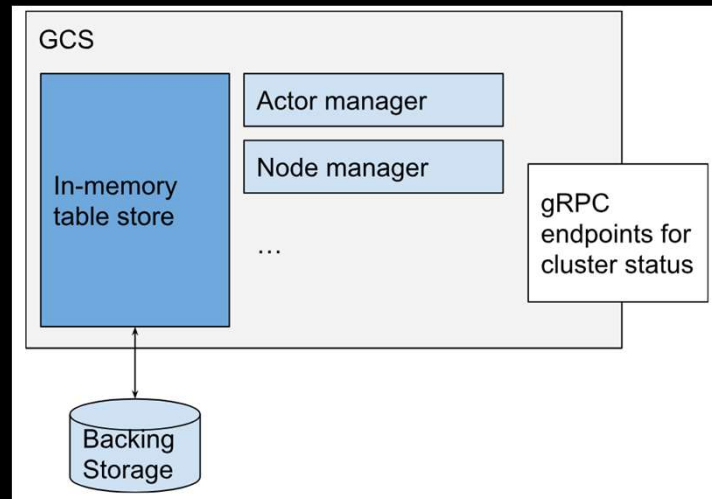 GCS
In-memory
table store
Actor manager
Node manager
...
gRPC
endpoints for
cluster status
Backing
Storage